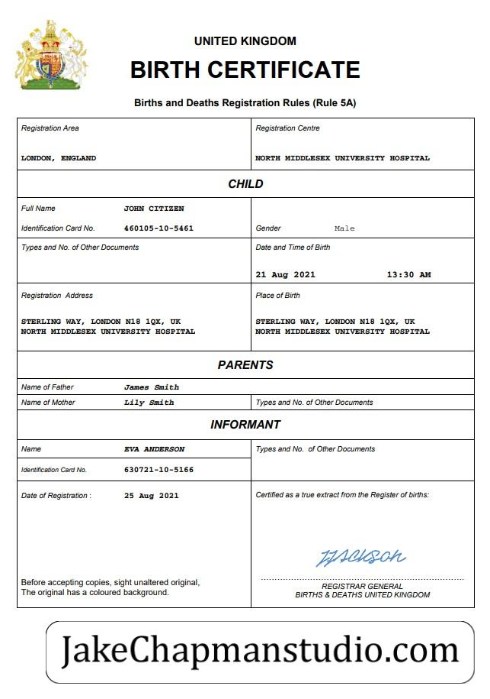 UNITED KINGDOM
BIRTH CERTIFICATE
Births and Deaths Registration Rules (Rule 5A)
Registration Area
Registration Centre
LONDON, ENGLAND
NORTH MIDDLESEX UNIVERSITY HOSPITAL
CHILD
Full Name JOHN CITIZEN
Identification Card No. 460105-10-5461
Gender Male
Types and No. of Other Documents
Date and Time of Birth
21 Aug 2021 13:30 AM
Registration Address
Place of Birth
STERLING WAY, LONDON N18 1QX, UK
NORTH MIDDLESEX UNIVERSITY HOSPITAL
STERLING WAY, LONDON N18 1QX, UK
NORTH MIDDLESEX UNIVERSITY HOSPITAL
PARENTS
Name of Father James Smith
Name of Mother Lily Smith
Types and No. of Other Documents
INFORMANT
Name EVA ANDERSON
Types and No. of Other Documents
Identification Card No. 630721-10-5166
Date of Registration : 25 Aug 2021
Certified as a true extract from the Register of births:
Before accepting copies, sight unaltered original,
The original has a coloured background.
REGISTRAR GENERAL
BIRTHS & DEATHS UNITED KINGDOM
JakeChapmanstudio.com